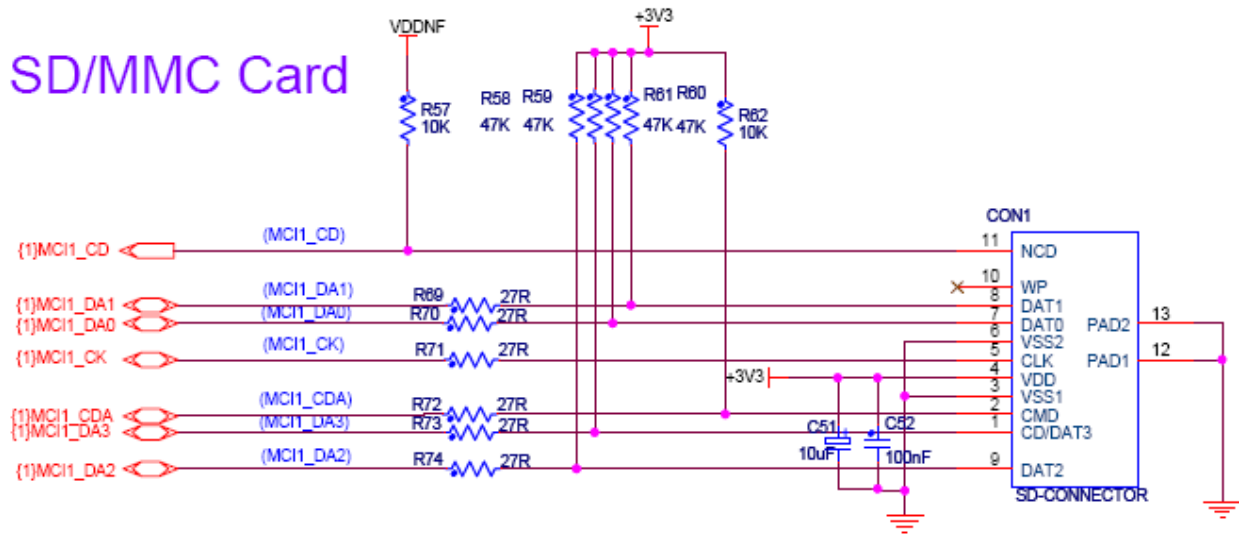 VDDNF
+3V3
SD/MMC Card
R57
10K
R58 R59
47K 47K
R61 R60
47K 47K
R62
10K
CON1
{1}MCI1_CD (MCI1_CD) 11 NCD
10 WP
{1}MCI1_DA1 (MCI1_DA1) R69 27R 8 DAT1
{1}MCI1_DA0 (MCI1_DA0) R70 27R 7 DAT0
6 VSS2
{1}MCI1_CK (MCI1_CK) R71 27R 5 CLK
+3V3 4 VDD
3 VSS1
{1}MCI1_CDA (MCI1_CDA) R72 27R 2 CMD
{1}MCI1_DA3 (MCI1_DA3) R73 27R 1 CD/DAT3
{1}MCI1_DA2 (MCI1_DA2) R74 27R 9 DAT2
PAD2 13
PAD1 12
C51
10uF
C52
100nF
SD-CONNECTOR